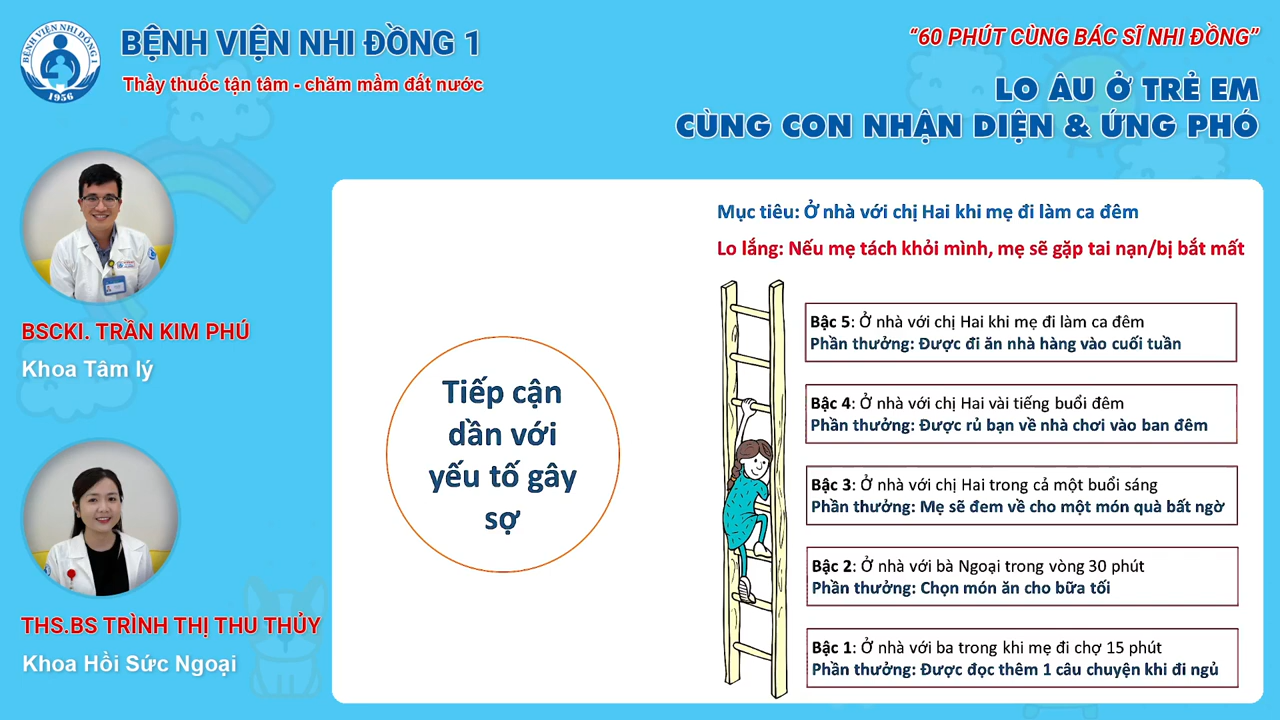 BỆNH VIỆN NHI ĐỒNG 1
1956
BỆNH VIỆN NHI ĐỒNG 1
Thầy thuốc tận tâm - chăm mầm đất nước
“60 PHÚT CÙNG BÁC SĨ NHI ĐỒNG”
LO ÂU Ở TRẺ EM
CÙNG CON NHẬN DIỆN & ỨNG PHÓ
BSCKI. TRẦN KIM PHÚ
Khoa Tâm lý
THS.BS TRÌNH THỊ THU THỦY
Khoa Hồi Sức Ngoại
Tiếp cận
dần với
yếu tố gây
sợ
Mục tiêu: Ở nhà với chị Hai khi mẹ đi làm ca đêm
Lo lắng: Nếu mẹ tách khỏi mình, mẹ sẽ gặp tai nạn/bị bắt mất
Bậc 5: Ở nhà với chị Hai khi mẹ đi làm ca đêm
Phần thưởng: Được đi ăn nhà hàng vào cuối tuần
Bậc 4: Ở nhà với chị Hai vài tiếng buổi đêm
Phần thưởng: Được rủ bạn về nhà chơi vào ban đêm
Bậc 3: Ở nhà với chị Hai trong cả một buổi sáng
Phần thưởng: Mẹ sẽ đem về cho một món quà bất ngờ
Bậc 2: Ở nhà với bà Ngoại trong vòng 30 phút
Phần thưởng: Chọn món ăn cho bữa tối
Bậc 1: Ở nhà với ba trong khi mẹ đi chợ 15 phút
Phần thưởng: Được đọc thêm 1 câu chuyện khi đi ngủ